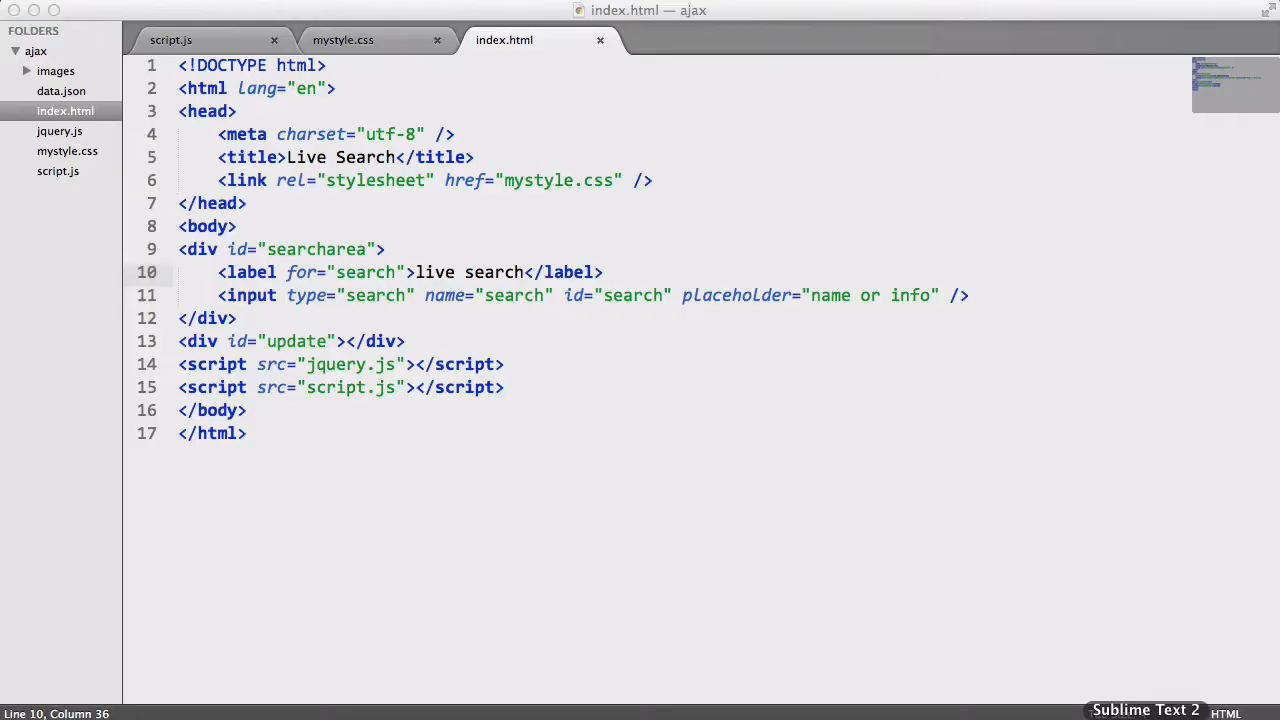 index.html — ajax
FOLDERS
ajax
images
data.json
index.html
jquery.js
mystyle.css
script.js
script.js × mystyle.css × index.html ×
1 <!DOCTYPE html>
2 <html lang="en">
3 <head>
4 <meta charset="utf-8" />
5 <title>Live Search</title>
6 <link rel="stylesheet" href="mystyle.css" />
7 </head>
8 <body>
9 <div id="searcharea">
10 <label for="search">live search</label>
11 <input type="search" name="search" id="search" placeholder="name or info" />
12 </div>
13 <div id="update"></div>
14 <script src="jquery.js"></script>
15 <script src="script.js"></script>
16 </body>
17 </html>
Line 10, Column 36
Sublime Text 2
HTML